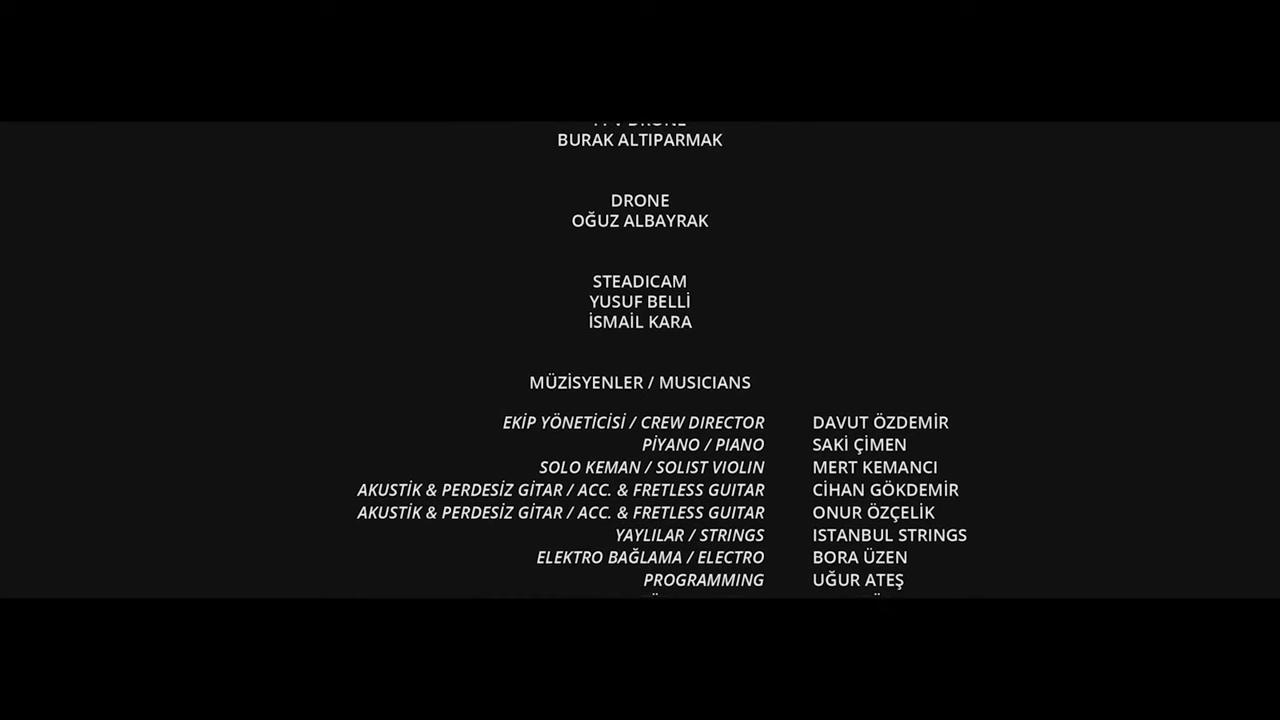 BURAK ALTIPARMAK
DRONE
OĞUZ ALBAYRAK
STEADICAM
YUSUF BELLİ
İSMAİL KARA
MÜZİSYENLER / MUSICIANS
EKİP YÖNETİCİSİ / CREW DIRECTOR DAVUT ÖZDEMİR
PİYANO / PIANO SAKİ ÇİMEN
SOLO KEMAN / SOLIST VIOLIN MERT KEMANCI
AKUSTİK & PERDESİZ GİTAR / ACC. & FRETLESS GUITAR CİHAN GÖKDEMİR
AKUSTİK & PERDESİZ GİTAR / ACC. & FRETLESS GUITAR ONUR ÖZÇELİK
YAYLILAR / STRINGS ISTANBUL STRINGS
ELEKTRO BAĞLAMA / ELECTRO BORA ÜZEN
PROGRAMMING UĞUR ATEŞ